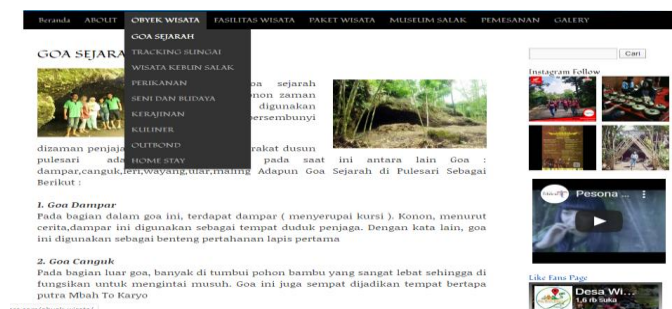 Beranda ABOUT OBYEK WISATA FASILITAS WISATA PAKET WISATA MUSEUM SALAK PEMESANAN GALERY
GOA SEJARAH
TRACKING SUNGAI
WISATA KEBUN SALAK
PERIKANAN
SENI DAN BUDAYA
KERAJINAN
KULINER
OUTBOND
HOME STAY
GOA SEJARA
oa sejarah
onon zaman
digunakan
bersembunyi
dizaman penjaja rakat dusun
pulesari ada pada saat ini antara lain Goa :
dampar,canguk,feri,wayang,ular,maling Adapun Goa Sejarah di Pulesari Sebagai
Berikut :
1. Goa Dampar
Pada bagian dalam goa ini, terdapat dampar ( menyerupai kursi ). Konon, menurut
cerita,dampar ini digunakan sebagai tempat duduk penjaga. Dengan kata lain, goa
ini digunakan sebagai benteng pertahanan lapis pertama
2. Goa Canguk
Pada bagian luar goa, banyak di tumbui pohon bambu yang sangat lebat sehingga di
fungsikan untuk mengintai musuh. Goa ini juga sempat dijadikan tempat bertapa
putra Mbah To Karyo
Cari
Instagram Follow
Pesona ...
Like Fans Page
Desa Wi...
1,6 rb suka